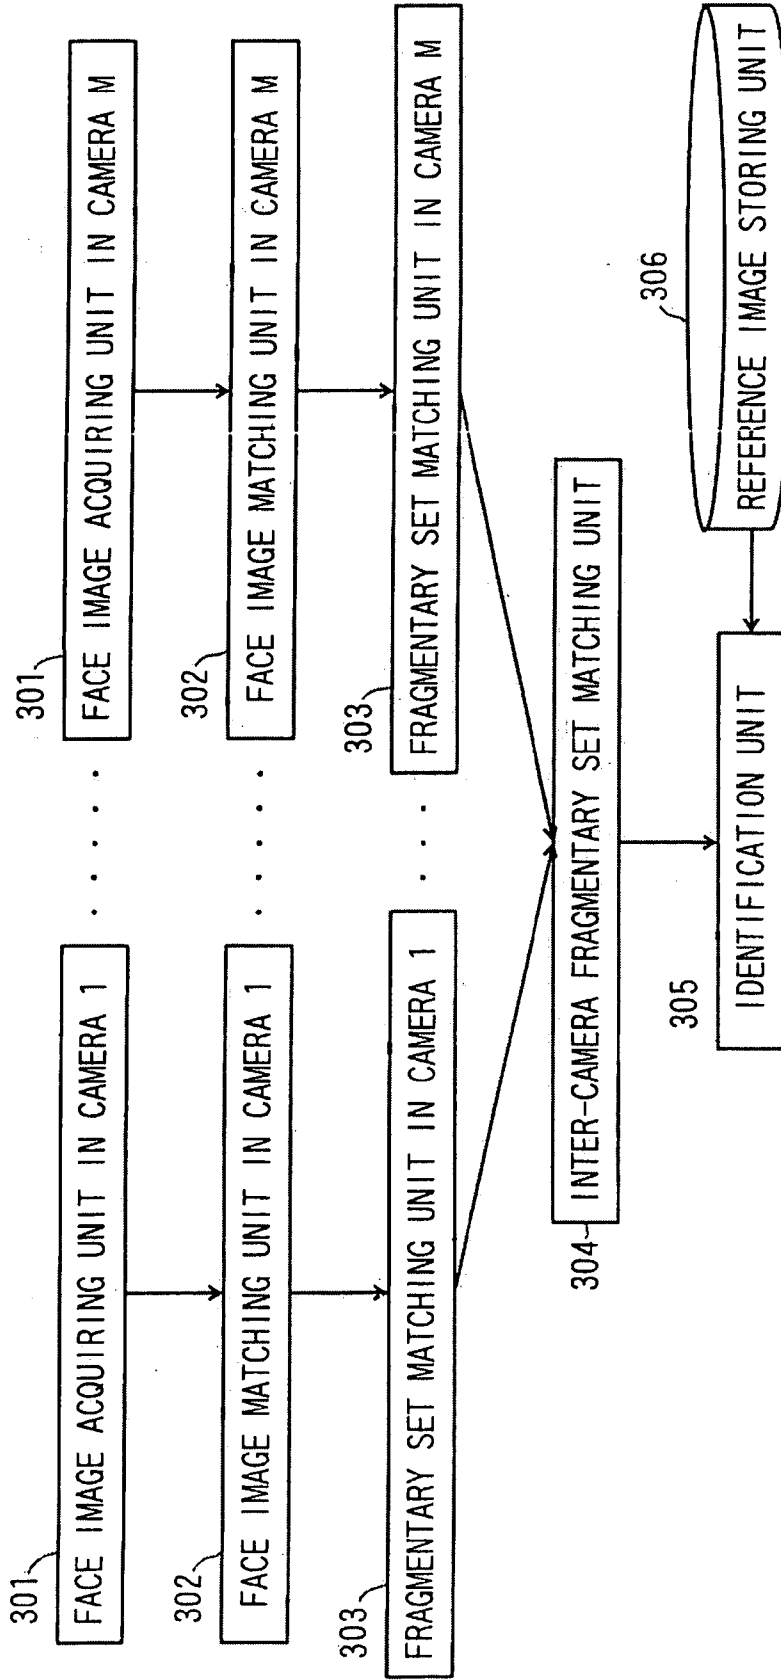 301
FACE IMAGE ACQUIRING UNIT IN CAMERA 1
. . . . .
301
FACE IMAGE ACQUIRING UNIT IN CAMERA M
302
FACE IMAGE MATCHING UNIT IN CAMERA 1
. . . . .
302
FACE IMAGE MATCHING UNIT IN CAMERA M
303
FRAGMENTARY SET MATCHING UNIT IN CAMERA 1
. . .
303
FRAGMENTARY SET MATCHING UNIT IN CAMERA M
304
INTER-CAMERA FRAGMENTARY SET MATCHING UNIT
305
IDENTIFICATION UNIT
306
REFERENCE IMAGE STORING UNIT